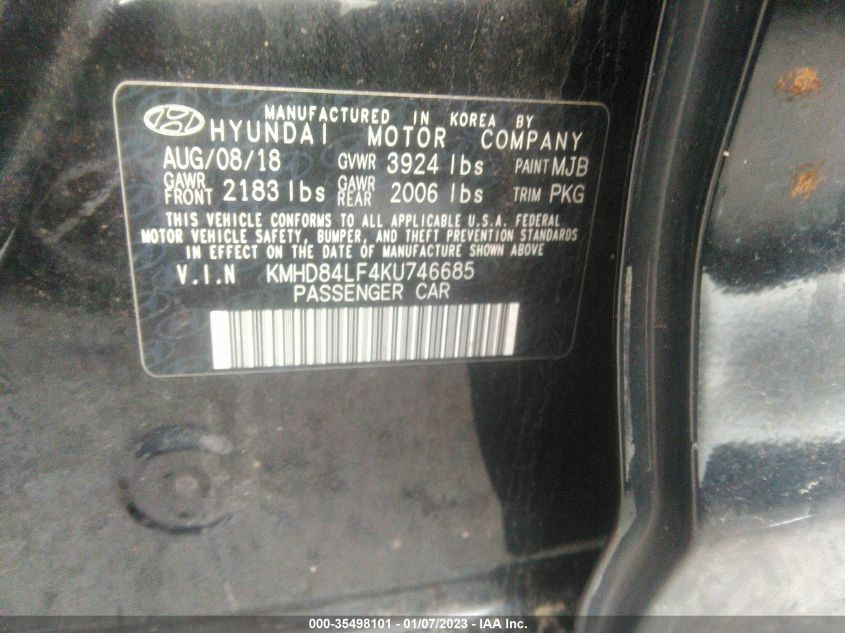 MANUFACTURED IN KOREA BY
HYUNDAI MOTOR COMPANY
AUG/08/18 GVWR 3924 lbs PAINT MJB
GAWR FRONT 2183 lbs GAWR REAR 2006 lbs TRIM PKG
THIS VEHICLE CONFORMS TO ALL APPLICABLE U.S.A. FEDERAL
MOTOR VEHICLE SAFETY, BUMPER, AND THEFT PREVENTION STANDARDS
IN EFFECT ON THE DATE OF MANUFACTURE SHOWN ABOVE
V.I.N KMHD84LF4KU746685
PASSENGER CAR
000-35498101 - 01/07/2023 - IAA Inc.